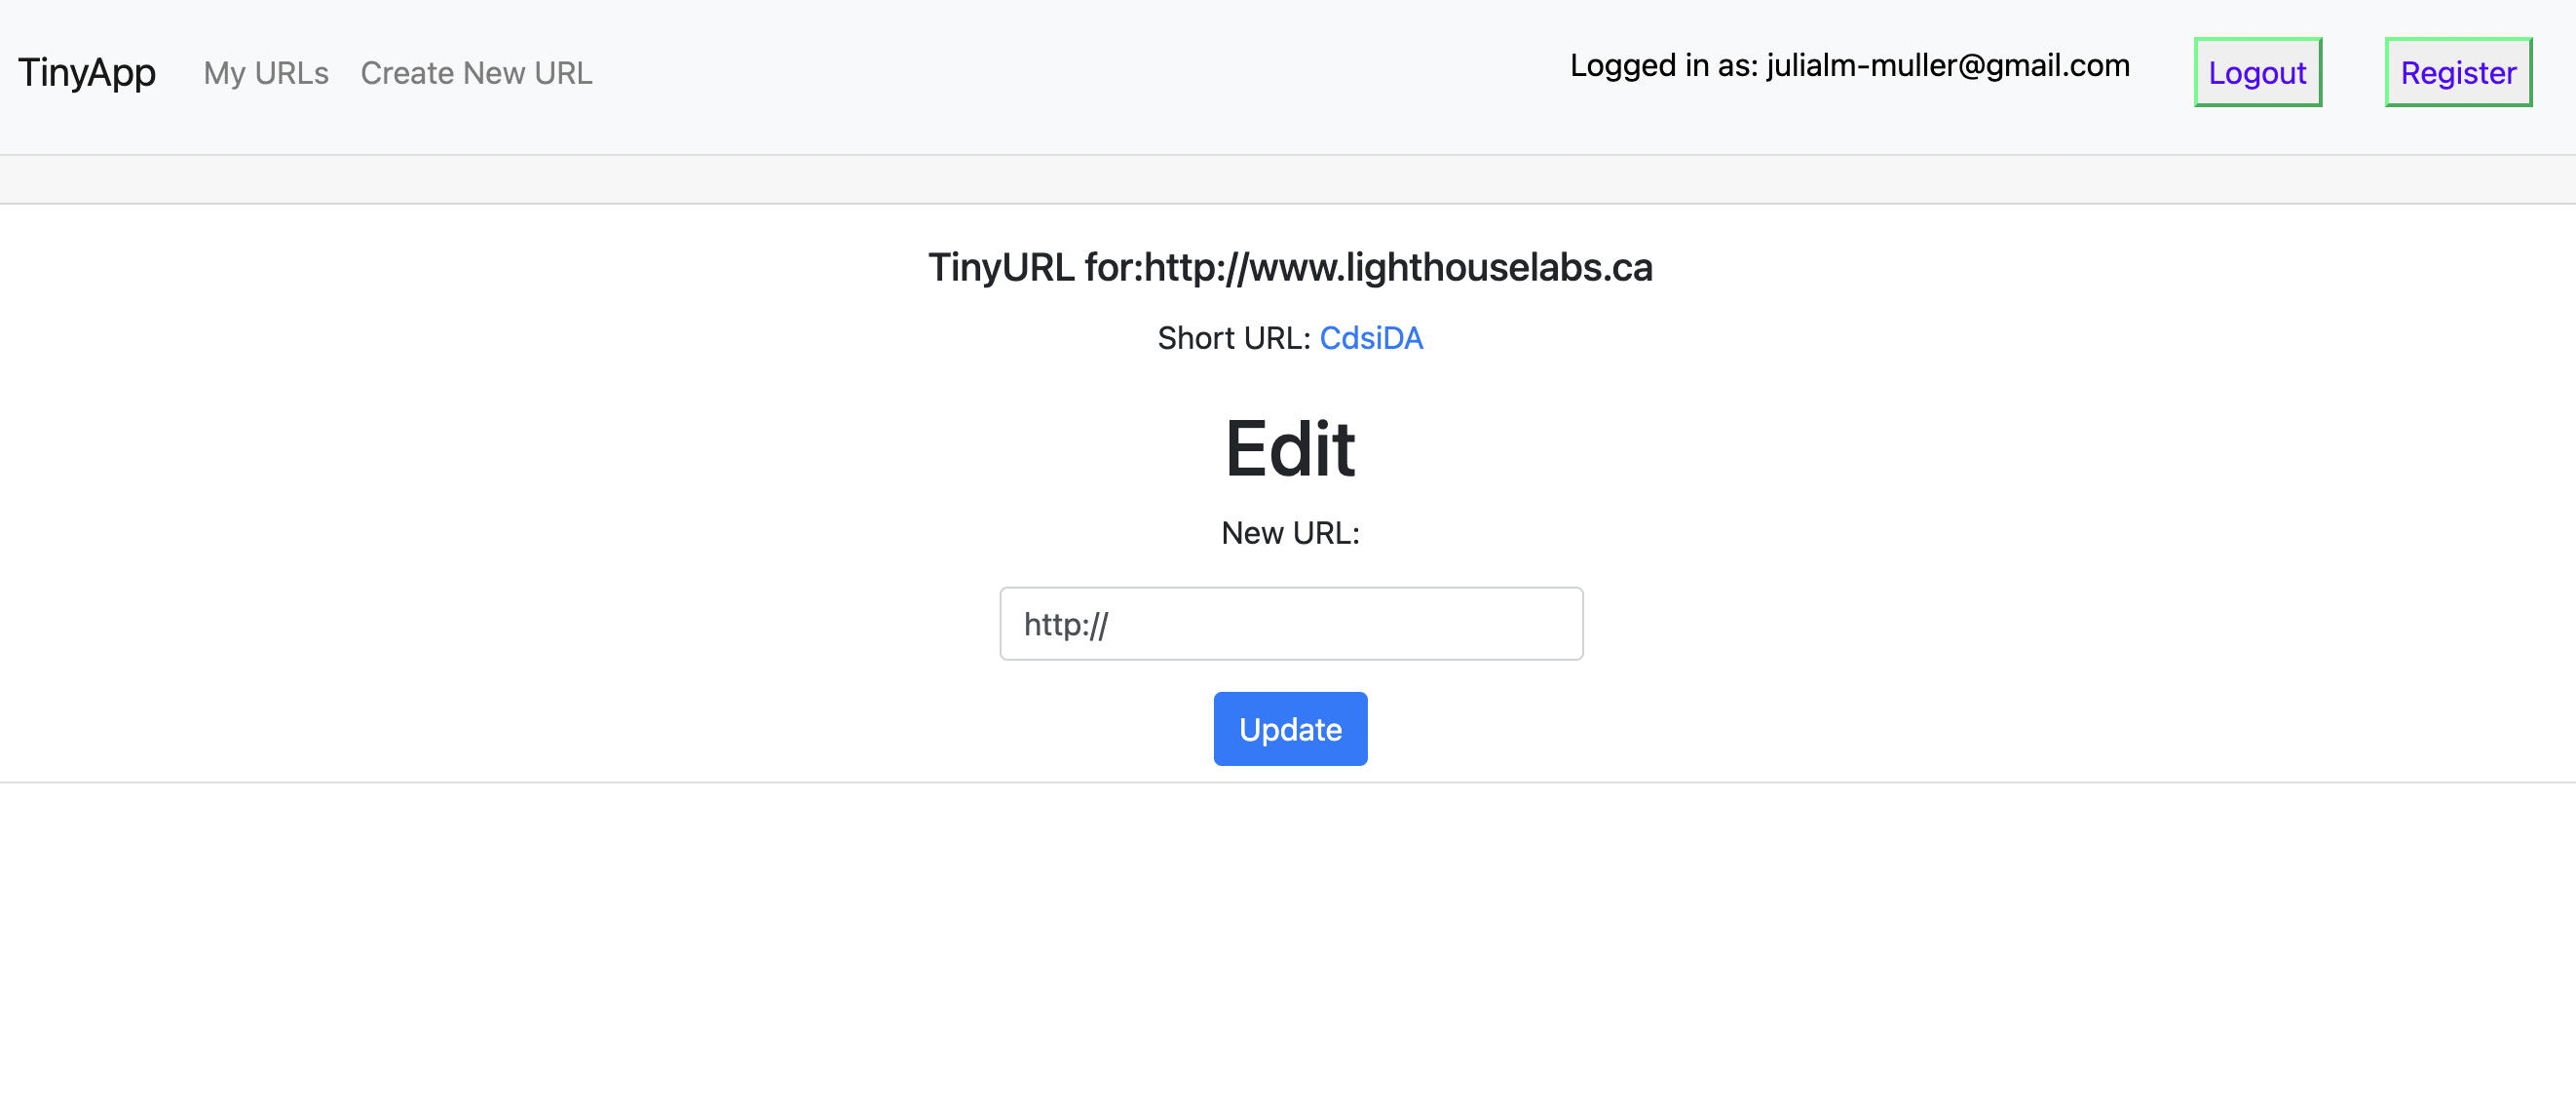 TinyApp My URLs Create New URL Logged in as: julialm-muller@gmail.com Logout Register
TinyURL for:http://www.lighthouselabs.ca
Short URL: CdsiDA
Edit
New URL:
http://
Update